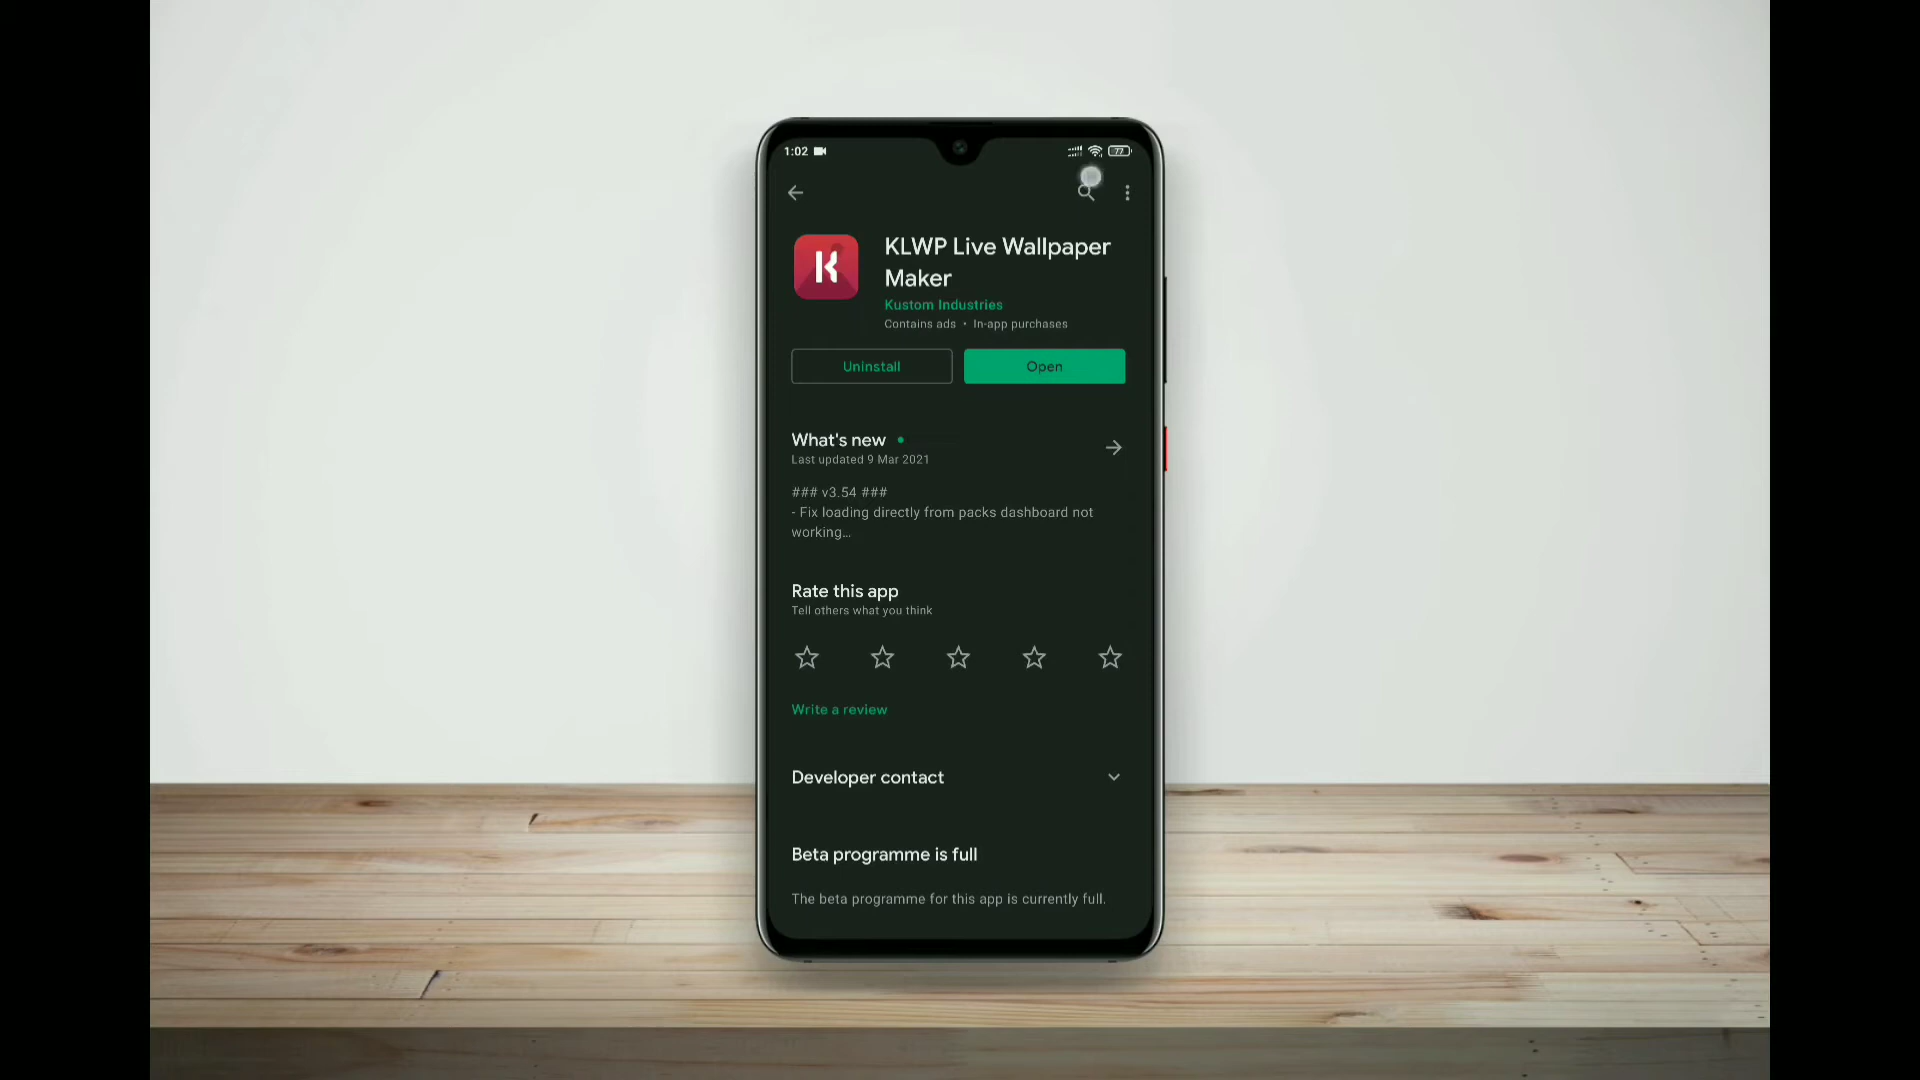 1:02
77
KLWP Live Wallpaper
Maker
Kustom Industries
Contains ads • In-app purchases
Uninstall
Open
What's new
Last updated 9 Mar 2021
### v3.54 ###
- Fix loading directly from packs dashboard not
working...
Rate this app
Tell others what you think
Write a review
Developer contact
Beta programme is full
The beta programme for this app is currently full.